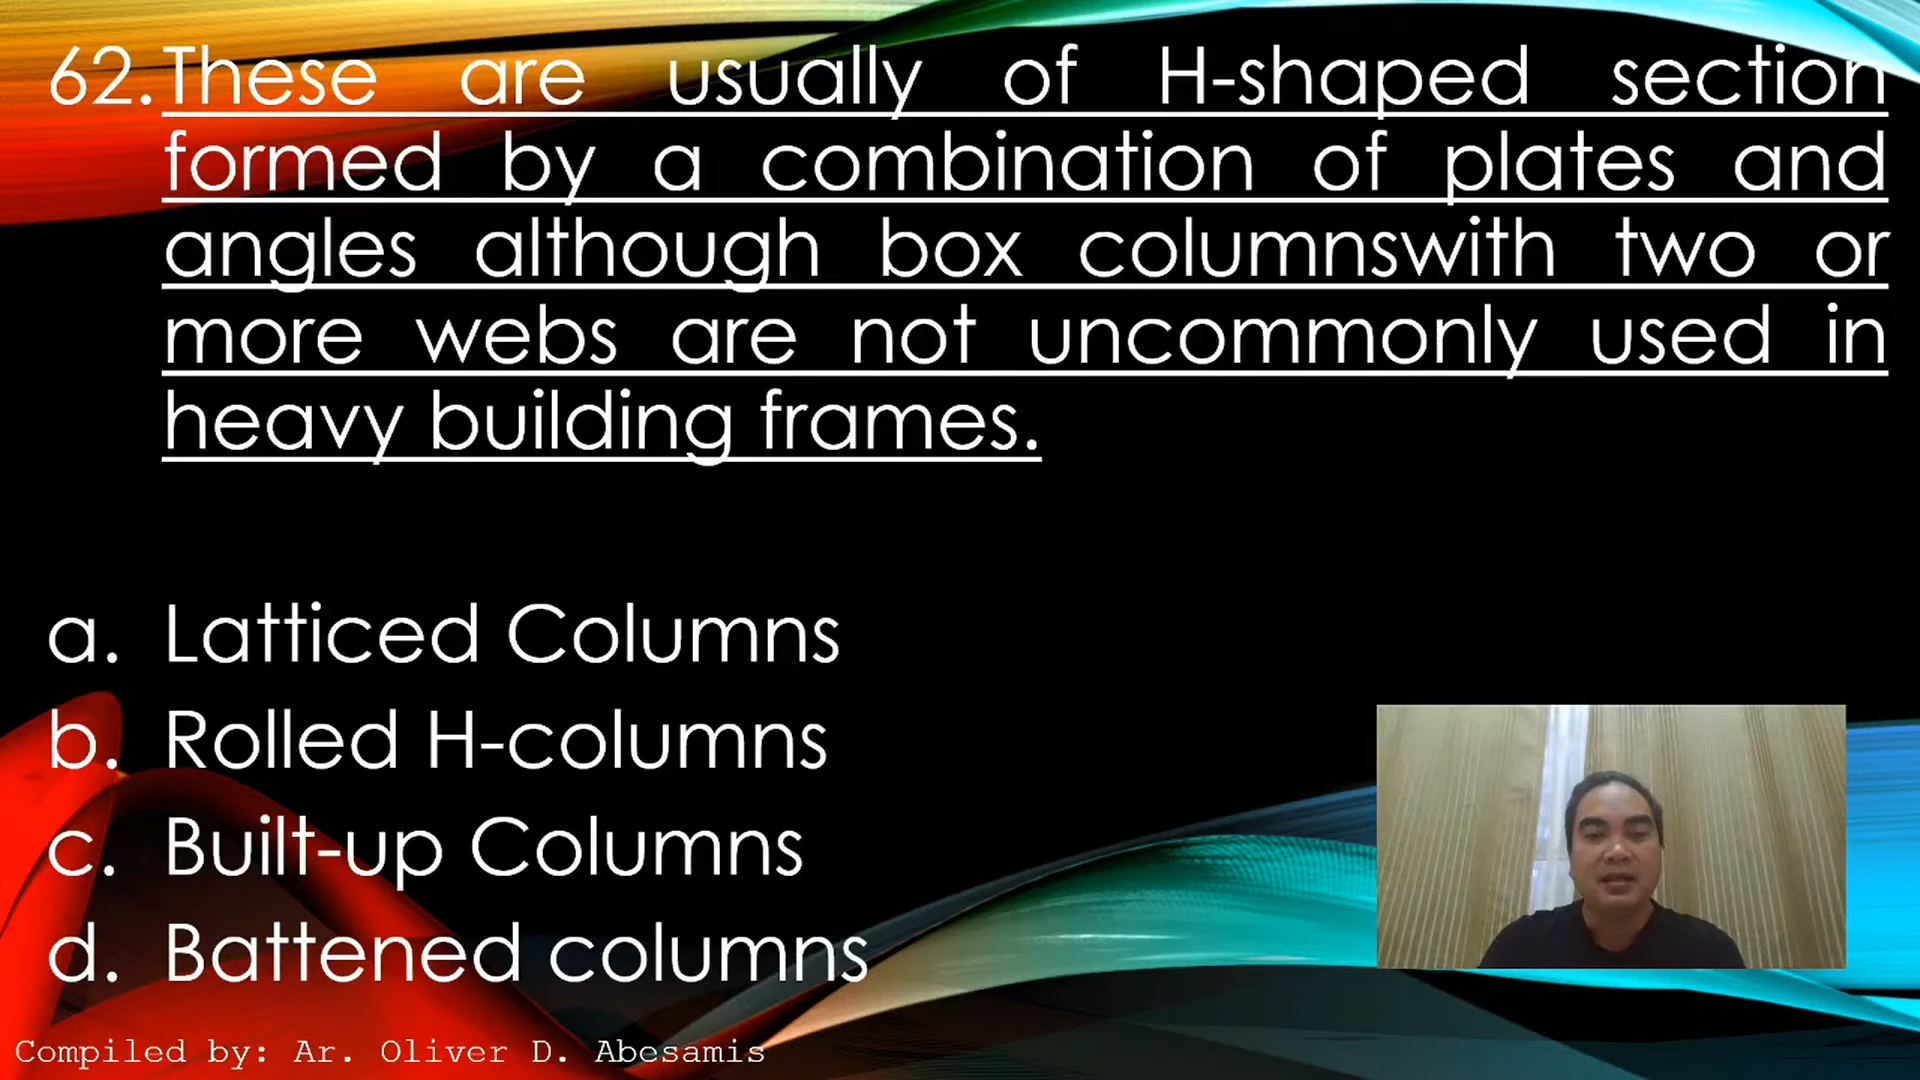 62. These are usually of H-shaped section
formed by a combination of plates and
angles although box columnswith two or
more webs are not uncommonly used in
heavy building frames.
a. Latticed Columns
b. Rolled H-columns
c. Built-up Columns
d. Battened columns
Compiled by: Ar. Oliver D. Abesamis